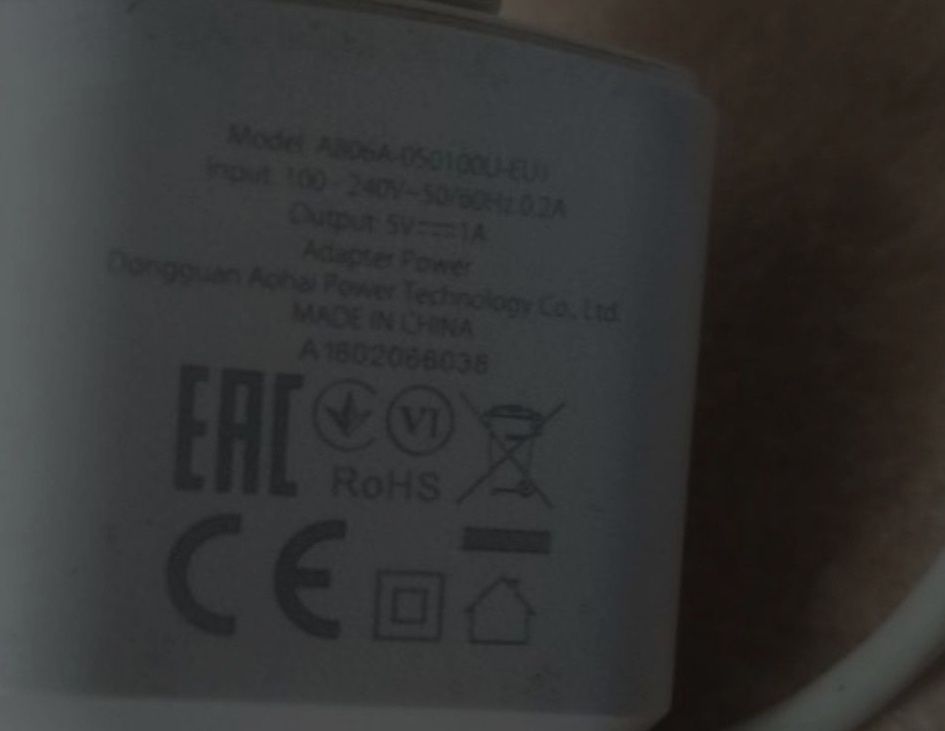 Model: A806A-050100U-EU1
Input: 100 - 240V~50/60Hz 0.2A
Output: 5V⎓1A
Adapter Power
Dongguan Aohai Power Technology Co., Ltd.
MADE IN CHINA
A1802066038
EAC
VI
RoHS
CE